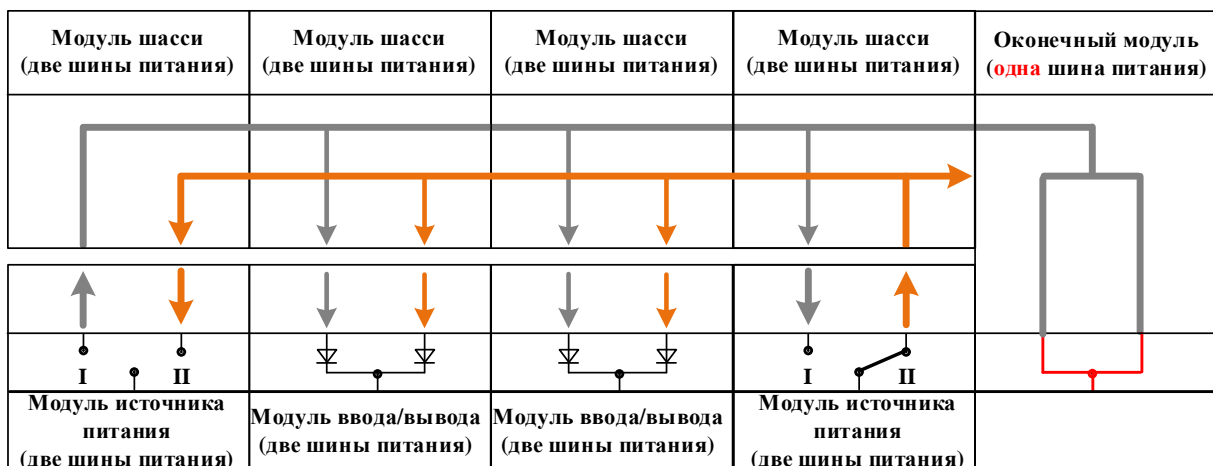 Модуль шасси
(две шины питания)
Модуль шасси
(две шины питания)
Модуль шасси
(две шины питания)
Модуль шасси
(две шины питания)
Оконечный модуль
(одна шина питания)
I
II
I
II
Модуль источника
питания
(две шины питания)
Модуль ввода/вывода
(две шины питания)
Модуль ввода/вывода
(две шины питания)
Модуль источника
питания
(две шины питания)